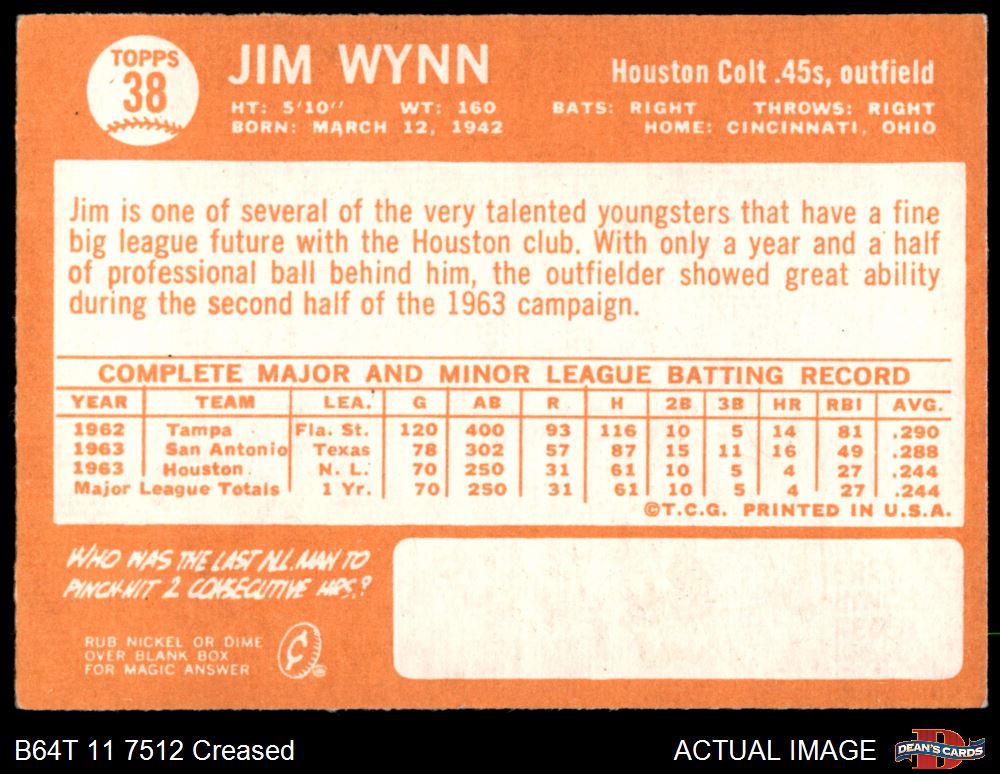 TOPPS
38
JIM WYNN
Houston Colt .45s, outfield
HT: 5'10" WT: 160 BATS: RIGHT THROWS: RIGHT
BORN: MARCH 12, 1942 HOME: CINCINNATI, OHIO
Jim is one of several of the very talented youngsters that have a fine
big league future with the Houston club. With only a year and a half
of professional ball behind him, the outfielder showed great ability
during the second half of the 1963 campaign.
COMPLETE MAJOR AND MINOR LEAGUE BATTING RECORD
YEAR TEAM LEA. G AB R H 2B 3B HR RBI AVG.
1962 Tampa Fla. St. 120 400 93 116 10 5 14 81 .290
1963 San Antonio Texas 78 302 57 87 15 11 16 49 .288
1963 Houston N. L. 70 250 31 61 10 5 4 27 .244
Major League Totals 1 Yr. 70 250 31 61 10 5 4 27 .244
©T.C.G. PRINTED IN U.S.A.
WHO WAS THE LAST N.L. MAN TO
PINCH-HIT 2 CONSECUTIVE HRS.?
RUB NICKEL OR DIME
OVER BLANK BOX
FOR MAGIC ANSWER
B64T 11 7512 Creased
ACTUAL IMAGE
DEAN'S CARDS